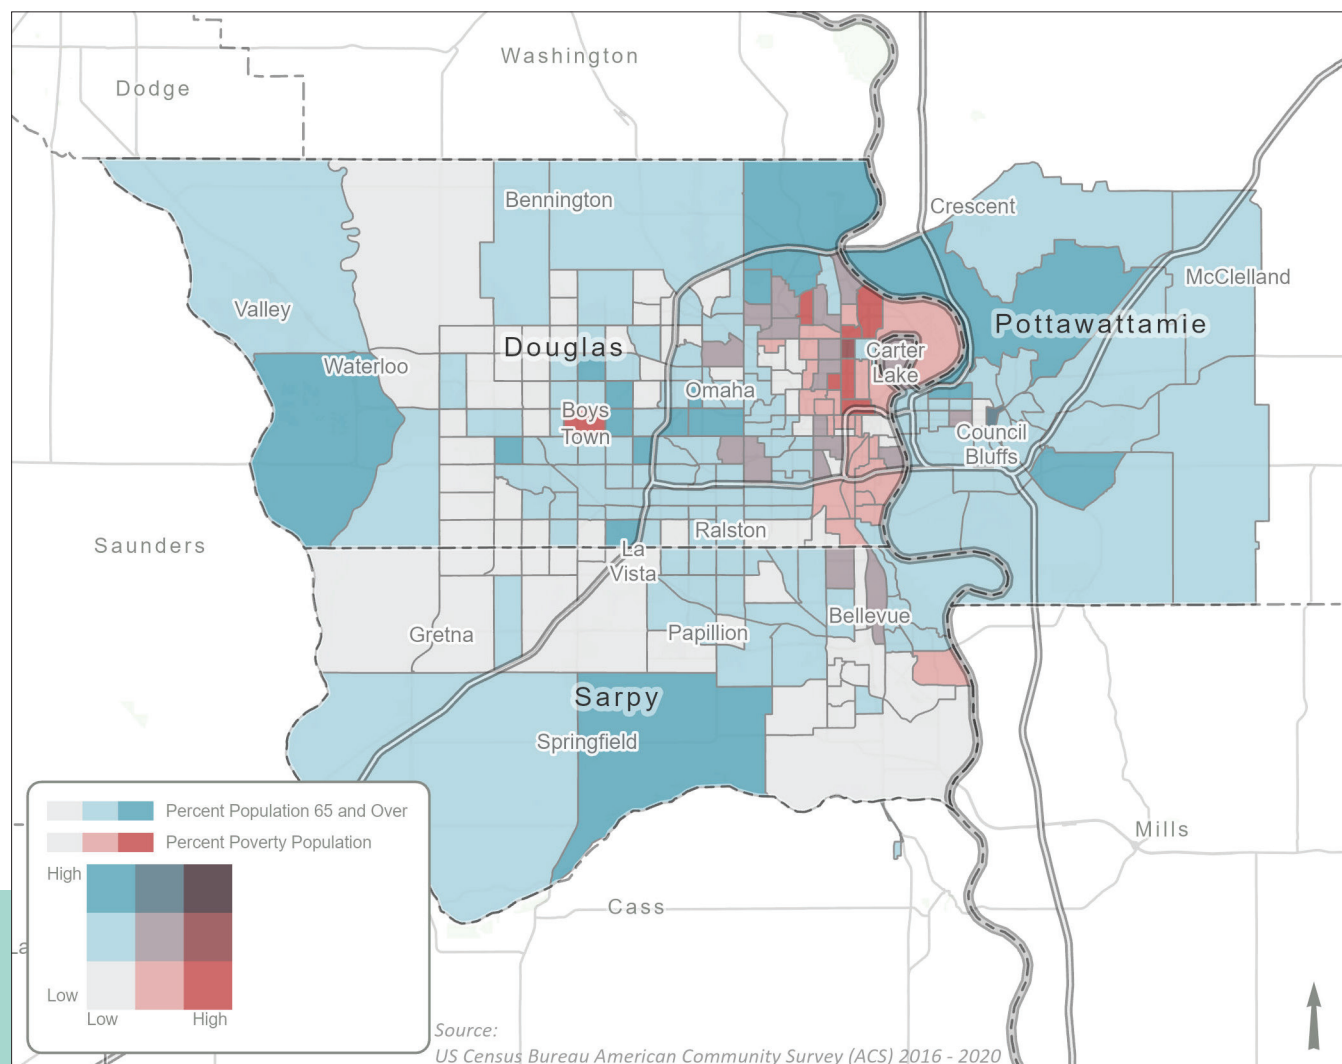 Washington
Dodge
Bennington
Crescent
McClelland
Valley
Pottawattamie
Douglas
Waterloo
Carter
Lake
Omaha
Boys
Town
Council
Bluffs
Saunders
Ralston
La
Vista
Gretna
Papillion
Bellevue
Sarpy
Springfield
Percent Population 65 and Over
Percent Poverty Population
High
Low
Low High
Mills
Cass
Source:
US Census Bureau American Community Survey (ACS) 2016 - 2020